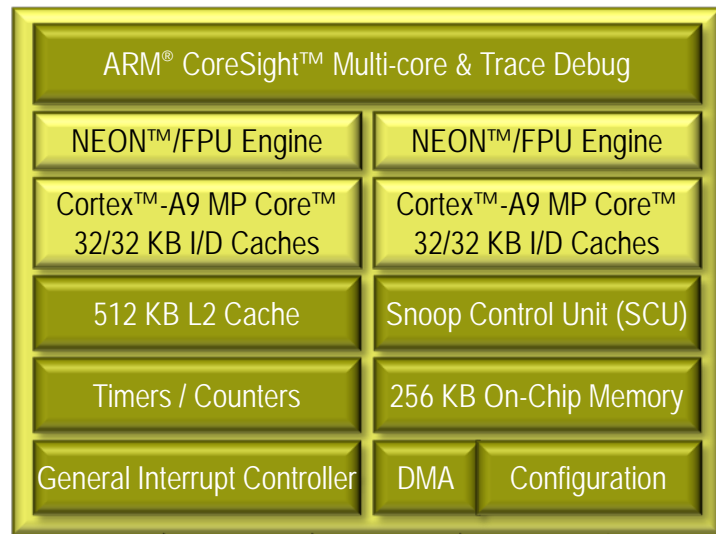 ARM® CoreSight™ Multi-core & Trace Debug
NEON™/FPU Engine
NEON™/FPU Engine
Cortex™-A9 MP Core™
32/32 KB I/D Caches
Cortex™-A9 MP Core™
32/32 KB I/D Caches
512 KB L2 Cache
Snoop Control Unit (SCU)
Timers / Counters
256 KB On-Chip Memory
General Interrupt Controller
DMA
Configuration